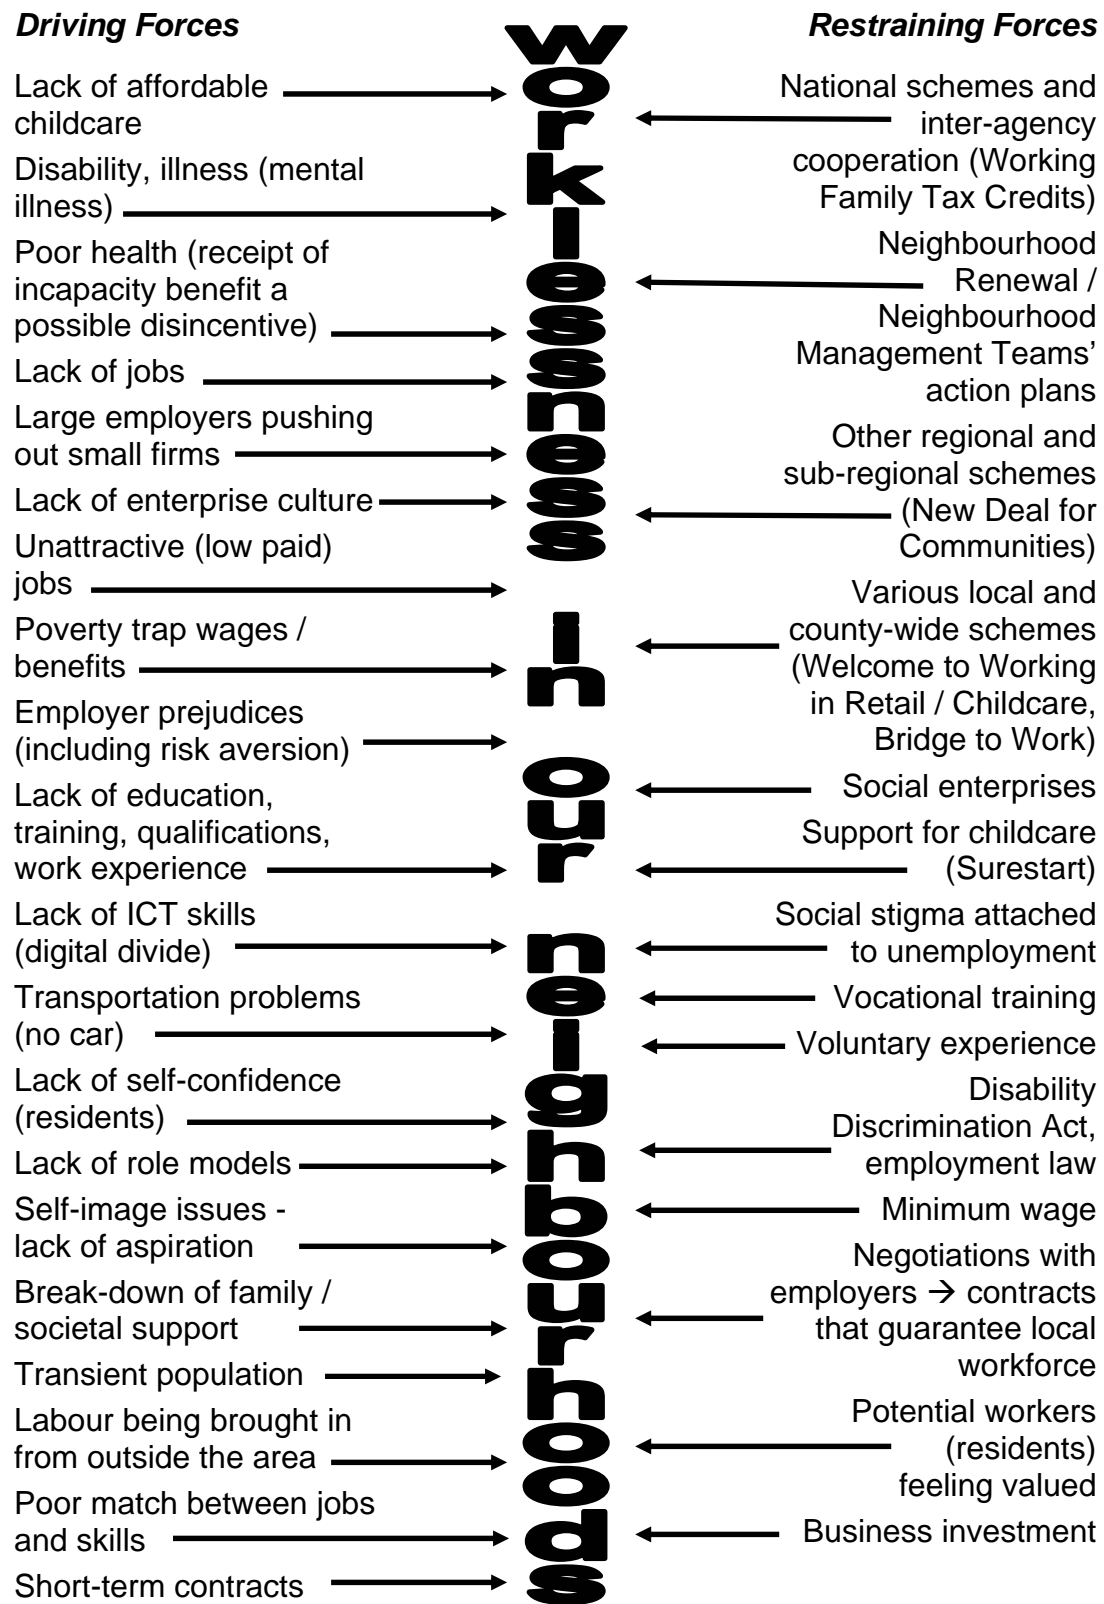 Driving Forces
Lack of affordable
childcare
Disability, illness (mental
illness)
Poor health (receipt of
incapacity benefit a
possible disincentive)
Lack of jobs
Large employers pushing
out small firms
Lack of enterprise culture
Unattractive (low paid)
jobs
Poverty trap wages /
benefits
Employer prejudices
(including risk aversion)
Lack of education,
training, qualifications,
work experience
Lack of ICT skills
(digital divide)
Transportation problems
(no car)
Lack of self-confidence
(residents)
Lack of role models
Self-image issues -
lack of aspiration
Break-down of family /
societal support
Transient population
Labour being brought in
from outside the area
Poor match between jobs
and skills
Short-term contracts
worklessness in our neighbourhoods
Restraining Forces
National schemes and
inter-agency
cooperation (Working
Family Tax Credits)
Neighbourhood
Renewal /
Neighbourhood
Management Teams’
action plans
Other regional and
sub-regional schemes
(New Deal for
Communities)
Various local and
county-wide schemes
(Welcome to Working
in Retail / Childcare,
Bridge to Work)
Social enterprises
Support for childcare
(Surestart)
Social stigma attached
to unemployment
Vocational training
Voluntary experience
Disability
Discrimination Act,
employment law
Minimum wage
Negotiations with
employers → contracts
that guarantee local
workforce
Potential workers
(residents)
feeling valued
Business investment